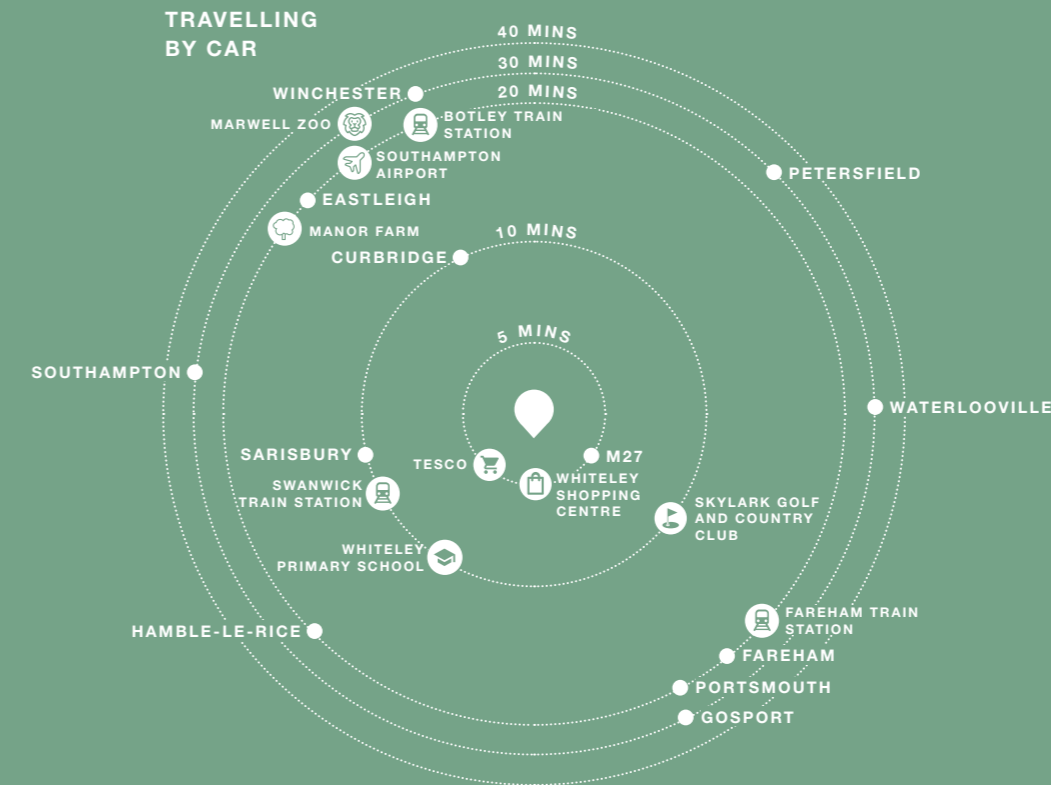 TRAVELLING
BY CAR
40 MINS
30 MINS
20 MINS
WINCHESTER
MARWELL ZOO
BOTLEY TRAIN
STATION
SOUTHAMPTON
AIRPORT
PETERSFIELD
EASTLEIGH
MANOR FARM
10 MINS
CURBRIDGE
5 MINS
SOUTHAMPTON
WATERLOOVILLE
SARISBURY
TESCO
M27
SWANWICK
TRAIN STATION
WHITELEY
SHOPPING
CENTRE
SKYLARK GOLF
AND COUNTRY
CLUB
WHITELEY
PRIMARY SCHOOL
HAMBLE-LE-RICE
FAREHAM TRAIN
STATION
FAREHAM
PORTSMOUTH
GOSPORT